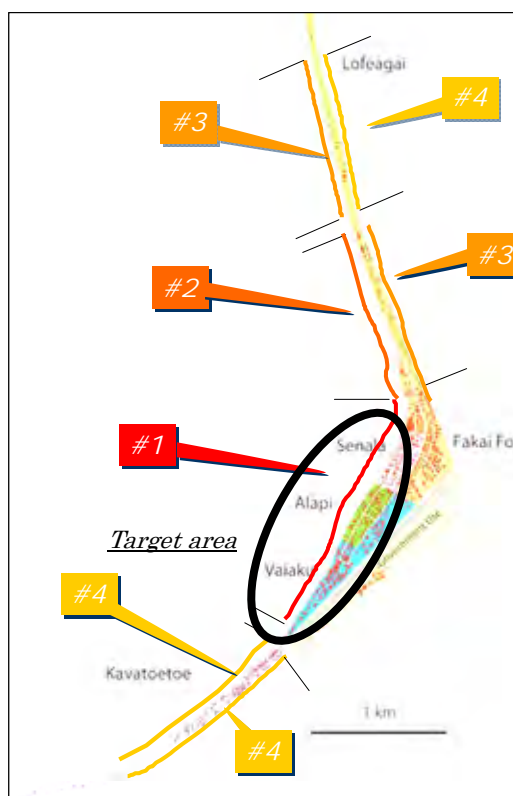 Lofeagai
#4
#3
#3
#2
#1
Senala
Fakai Fo
Alapi
Target area
Vaiaku
#4
Kavatoetoe
1 km
#4